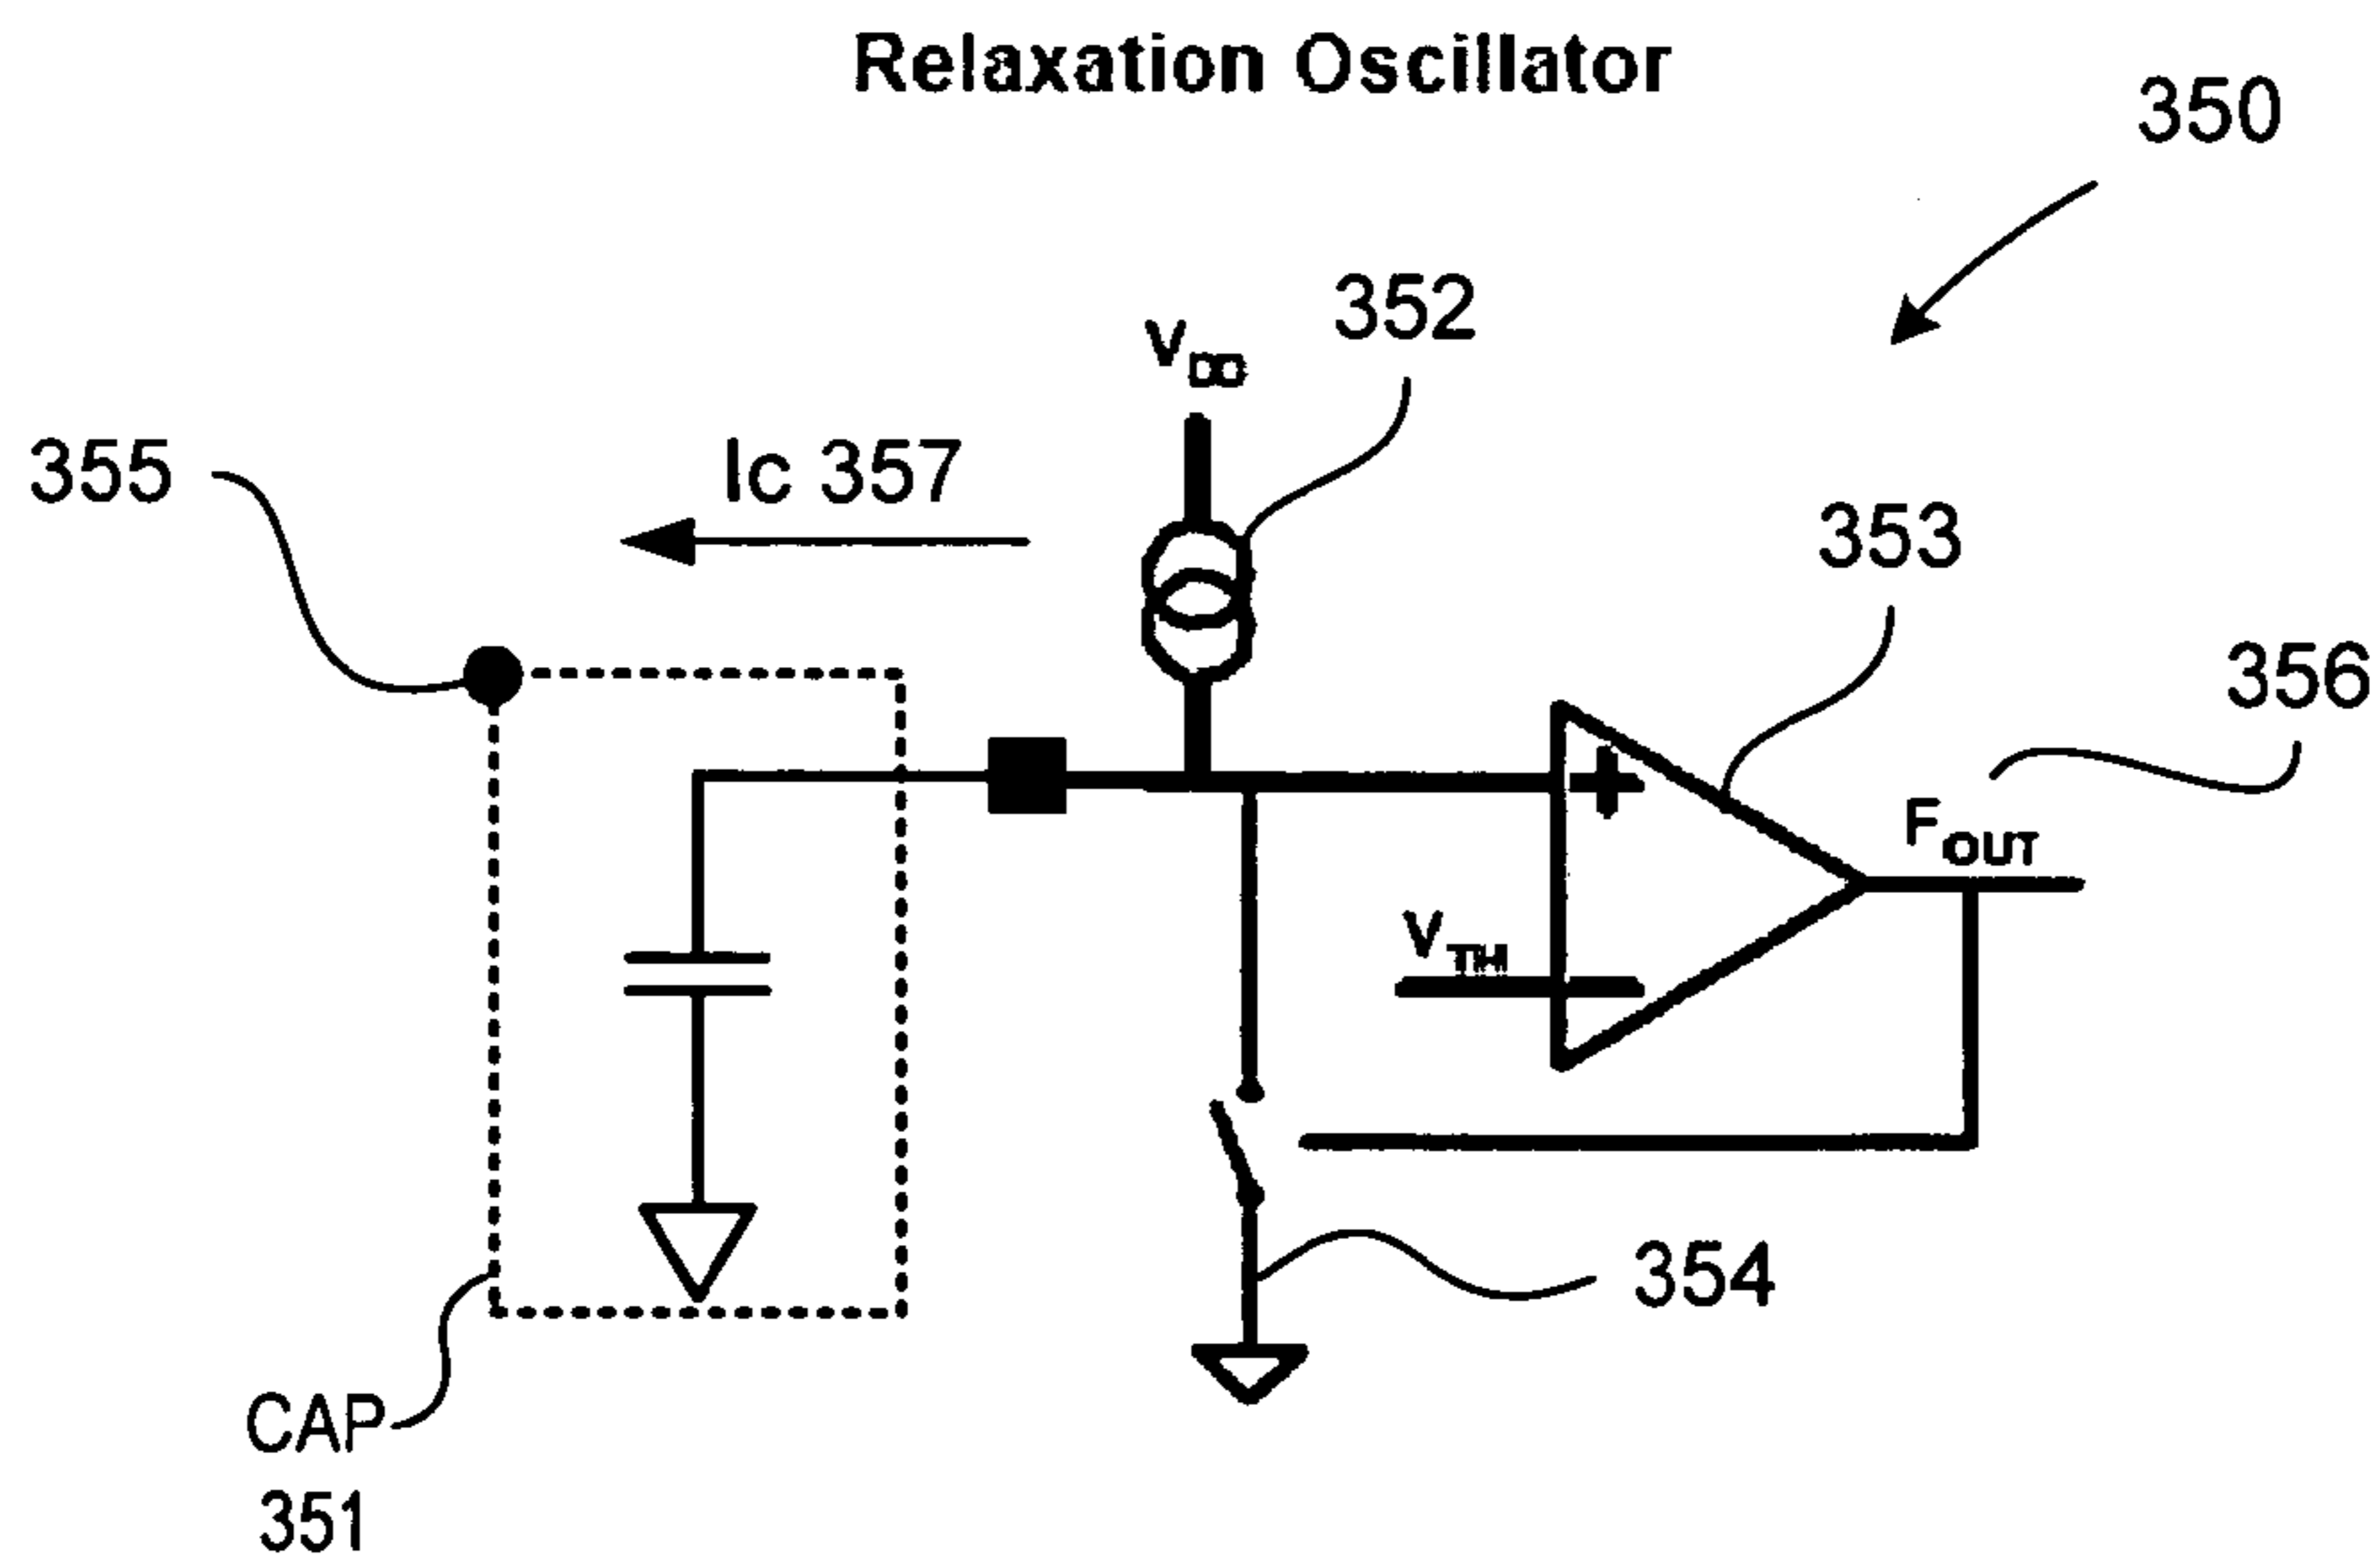 Relaxation Oscillator
350
352
VDD
355
Ic 357
353
356
+
FOUT
VTH
354
CAP
351